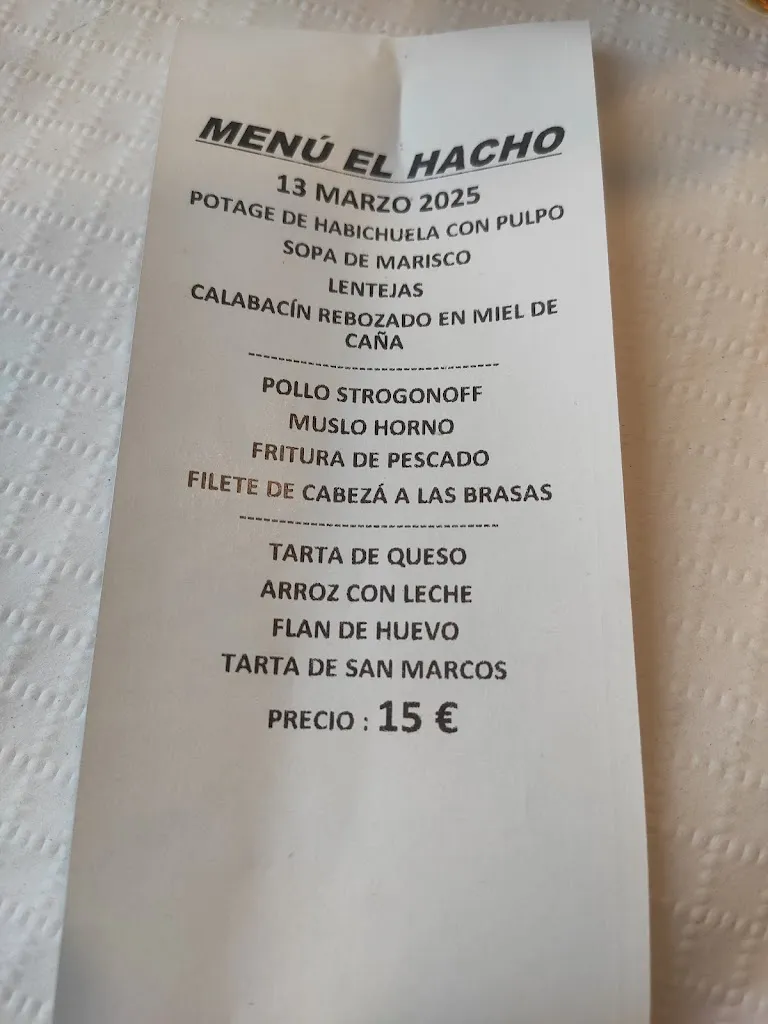 MENÚ EL HACHO
13 MARZO 2025
POTAGE DE HABICHUELA CON PULPO
SOPA DE MARISCO
LENTEJAS
CALABACÍN REBOZADO EN MIEL DE
CAÑA
------------------------------------
POLLO STROGONOFF
MUSLO HORNO
FRITURA DE PESCADO
FILETE DE CABEZÁ A LAS BRASAS
------------------------------------
TARTA DE QUESO
ARROZ CON LECHE
FLAN DE HUEVO
TARTA DE SAN MARCOS
PRECIO : 15 €